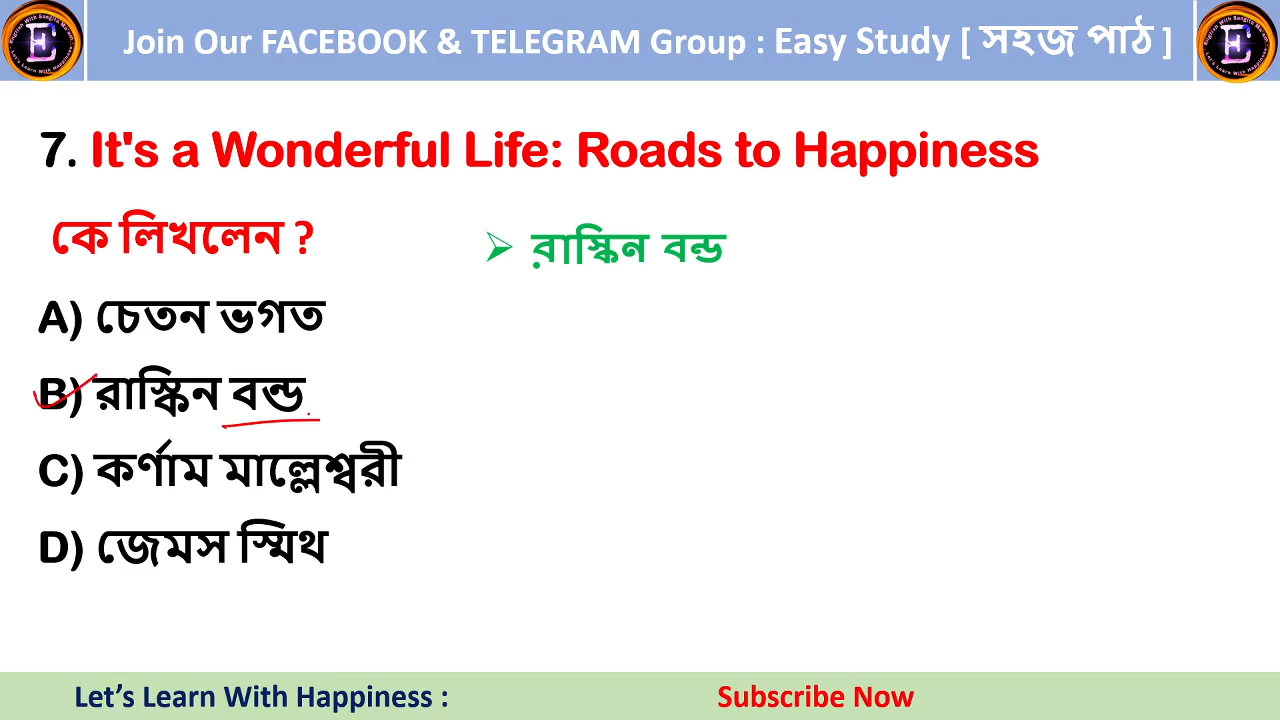 Join Our FACEBOOK & TELEGRAM Group : Easy Study [ সহজ পাঠ ]
7. It's a Wonderful Life: Roads to Happiness
কে লিখলেন ?
➢ রাস্কিন বন্ড
A) চেতন ভগত
B) রাস্কিন বন্ড
C) কর্ণাম মাল্লেশ্বরী
D) জেমস স্মিথ
Let's Learn With Happiness :
Subscribe Now